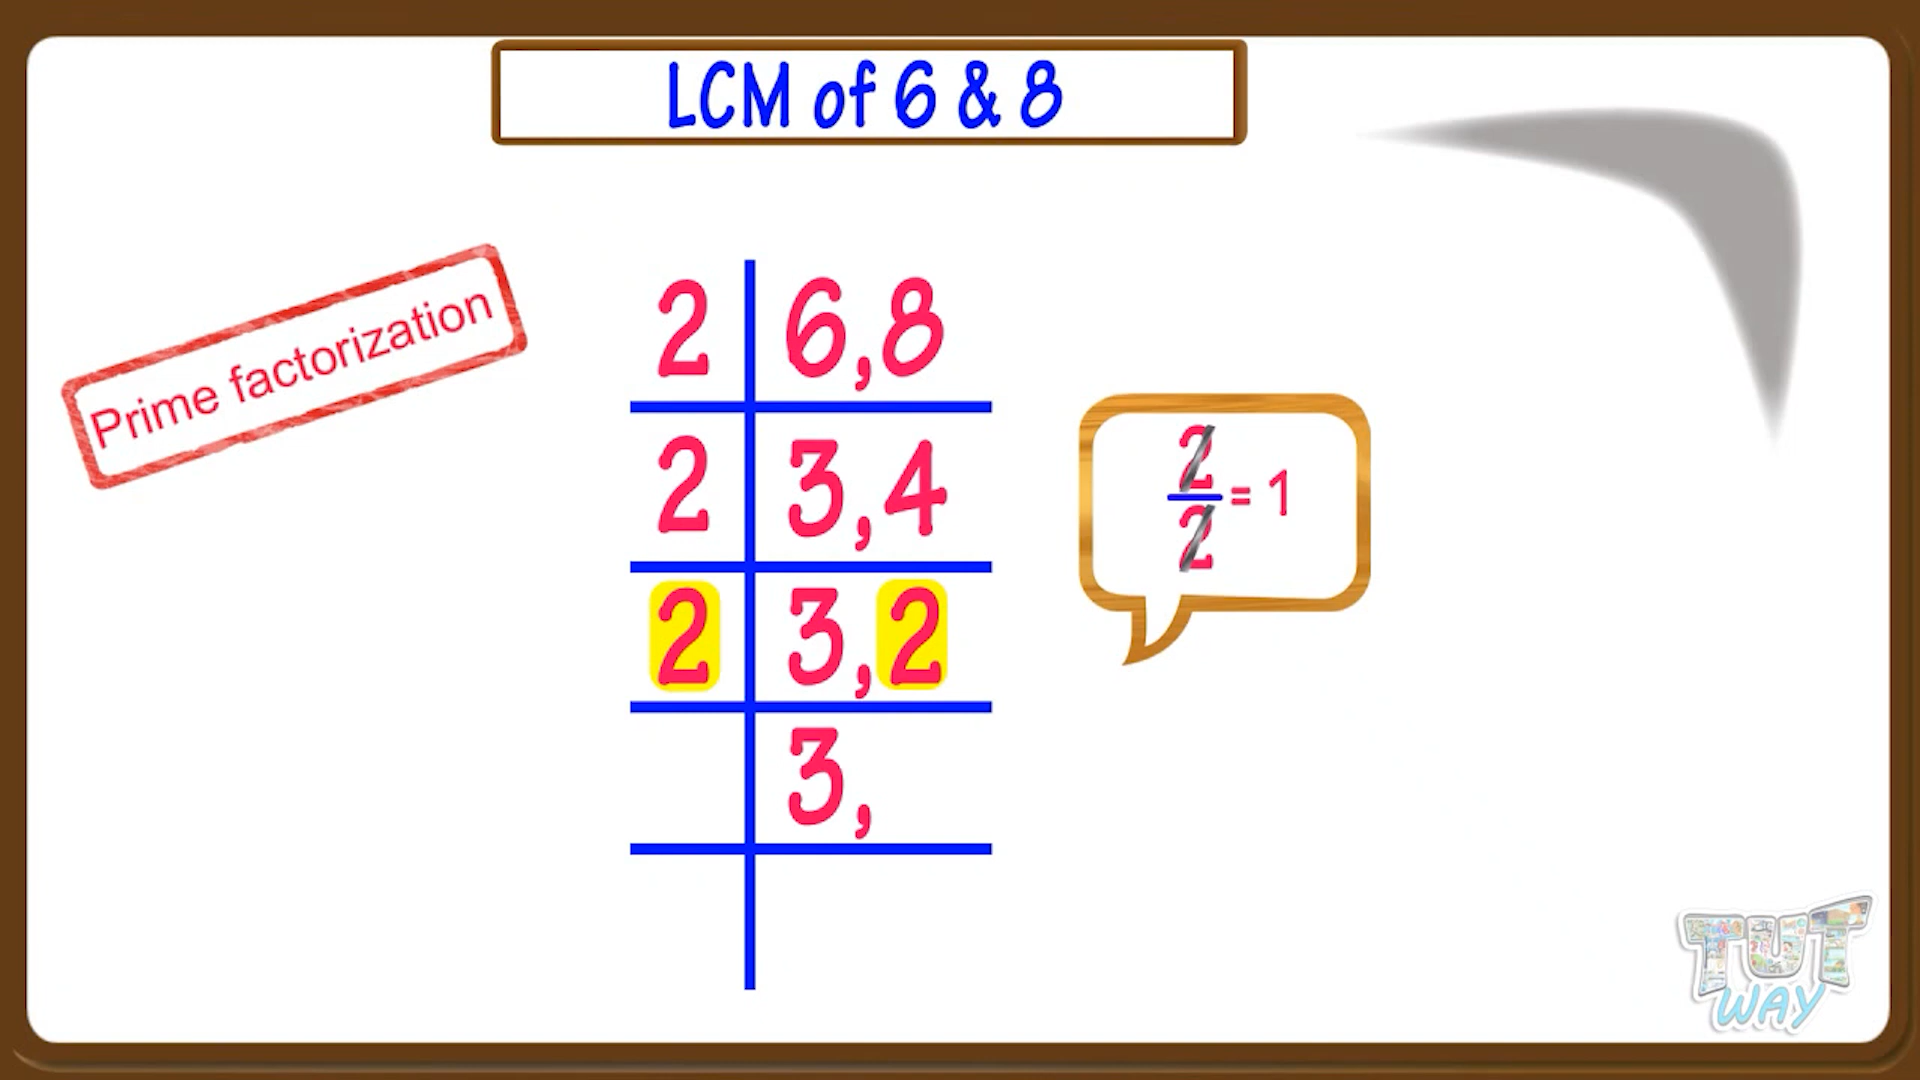 LCM of 6 & 8
Prime factorization
2 6,8
2 3,4
2 3,2
3,
2
2 = 1
TUT
WAY